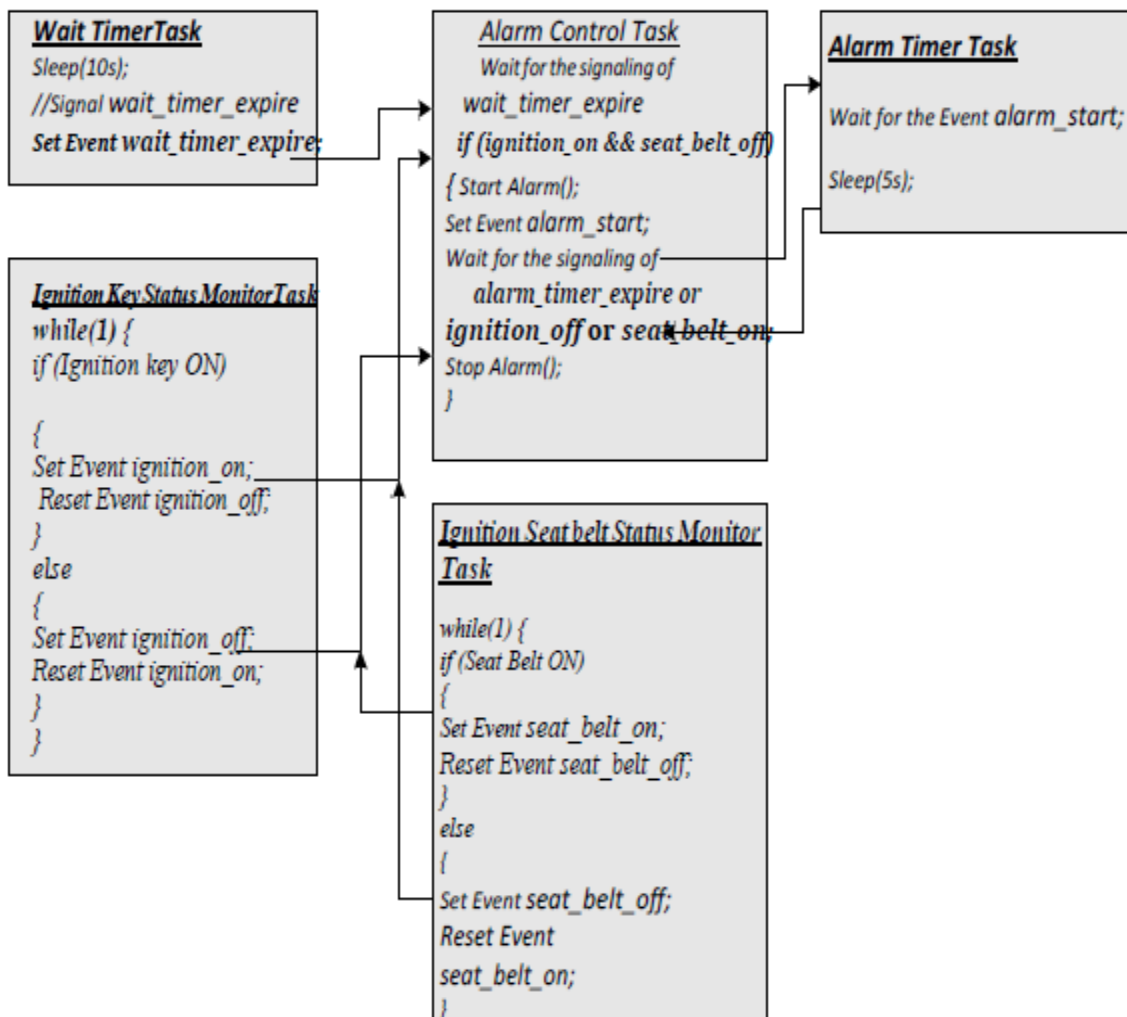 Wait TimerTask
Sleep(10s);
//Signal wait_timer_expire
Set Event wait_timer_expire;
Alarm Control Task
Wait for the signaling of
wait_timer_expire
if (ignition_on && seat_belt_off)
{ Start Alarm();
Set Event alarm_start;
Wait for the signaling of
alarm_timer_expire or
ignition_off or seat_belt_on;
Stop Alarm();
}
Alarm Timer Task
Wait for the Event alarm_start;
Sleep(5s);
Ignition Key Status Monitor Task
while(1) {
if (Ignition key ON)
{
Set Event ignition_on;
Reset Event ignition_off;
}
else
{
Set Event ignition_off;
Reset Event ignition_on;
}
}
Ignition Seat belt Status Monitor
Task
while(1) {
if (Seat Belt ON)
{
Set Event seat_belt_on;
Reset Event seat_belt_off;
}
else
{
Set Event seat_belt_off;
Reset Event
seat_belt_on;
}